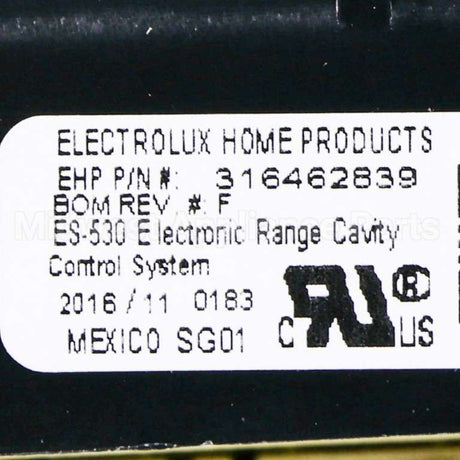 ELECTROLUX HOME PRODUCTS
EHP P/N #: 316462839
BOM REV. #: F
ES-530 Electronic Range Cavity
Control System
2016/11 0183
MEXICO SG01
C RU ® US